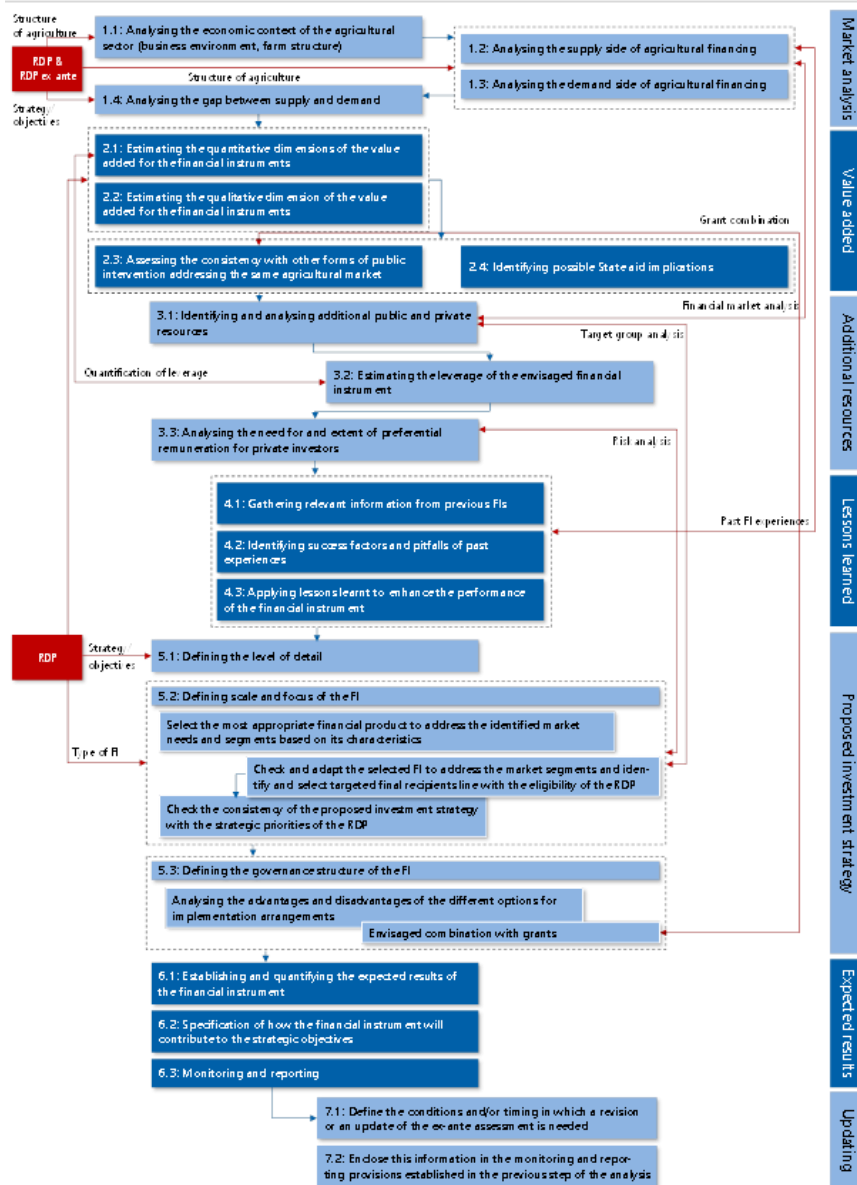 Structure
of agriculture
1.1: Analysing the economic context of the agricultural
sector (business environment, farm structure)
1.2: Analysing the supply side of agricultural financing
RDP &
RDP ex ante
Structure of agriculture
1.3: Analysing the demand side of agricultural financing
1.4: Analysing the gap between supply and demand
Strategy/
objectives
Market analysis
2.1: Estimating the quantitative dimensions of the value
added for the financial instruments
2.2: Estimating the qualitative dimension of the value
added for the financial instruments
Grant combination
2.3: Assessing the consistency with other forms of public
intervention addressing the same agricultural market
2.4: Identifying possible State aid implications
Value added
Financial market analysis
3.1: Identifying and analysing additional public and private
resources
Target group analysis
Quantification of leverage
3.2: Estimating the leverage of the envisaged financial
instrument
3.3: Analysing the need for and extent of preferential
remuneration for private investors
Risk analysis
Additional resources
4.1: Gathering relevant information from previous FIs
Past FI experiences
4.2: Identifying success factors and pitfalls of past
experiences
4.3: Applying lessons learnt to enhance the performance
of the financial instrument
Lessons learned
RDP
Strategy/
objectives
5.1: Defining the level of detail
5.2: Defining scale and focus of the FI
Select the most appropriate financial product to address the identified market
needs and segments based on its characteristics
Type of FI
Check and adapt the selected FI to address the market segments and iden-
tify and select targeted final recipients line with the eligibility of the RDP
Check the consistency of the proposed investment strategy
with the strategic priorities of the RDP
5.3: Defining the governance structure of the FI
Analysing the advantages and disadvantages of the different options for
implementation arrangements
Envisaged combination with grants
Proposed investment strategy
6.1: Establishing and quantifying the expected results of
the financial instrument
6.2: Specification of how the financial instrument will
contribute to the strategic objectives
6.3: Monitoring and reporting
Expected results
7.1: Define the conditions and/or timing in which a revision
or an update of the ex-ante assessment is needed
7.2: Enclose this information in the monitoring and repor-
ting provisions established in the previous step of the analysis
Updating